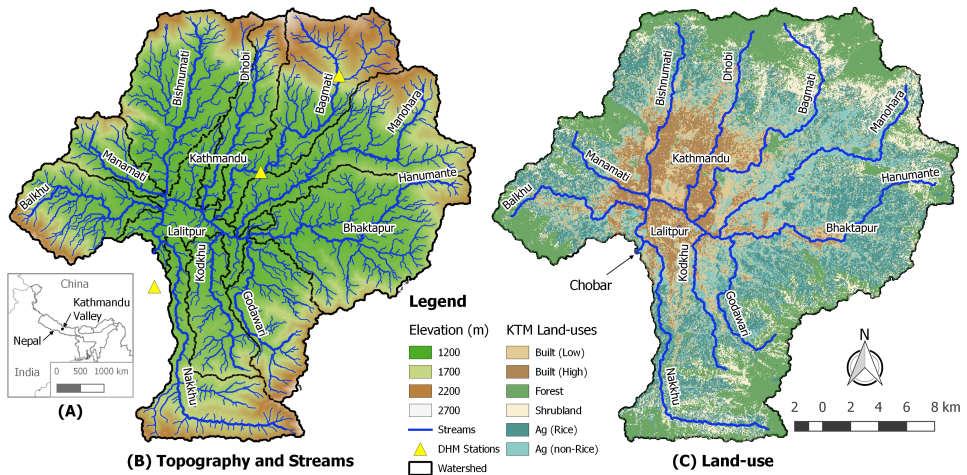 Bishnumati
Dhobi
Bagmati
Manohara
Kathmandu
Manamati
Hanumante
Balkhu
Lalitpur
Bhaktapur
Kodkhu
Godawari
Nakkhu
China
Kathmandu
Valley
Nepal
India
0 500 1000 km
(A)
(B) Topography and Streams
Legend
Elevation (m)
1200
1700
2200
2700
Streams
DHM Stations
Watershed
KTM Land-uses
Built (Low)
Built (High)
Forest
Shrubland
Ag (Rice)
Ag (non-Rice)
Bishnumati
Dhobi
Bagmati
Manohara
Kathmandu
Manamati
Hanumante
Balkhu
Lalitpur
Bhaktapur
Kodkhu
Chobar
Godawari
Nakkhu
N
2 0 2 4 6 8 km
(C) Land-use